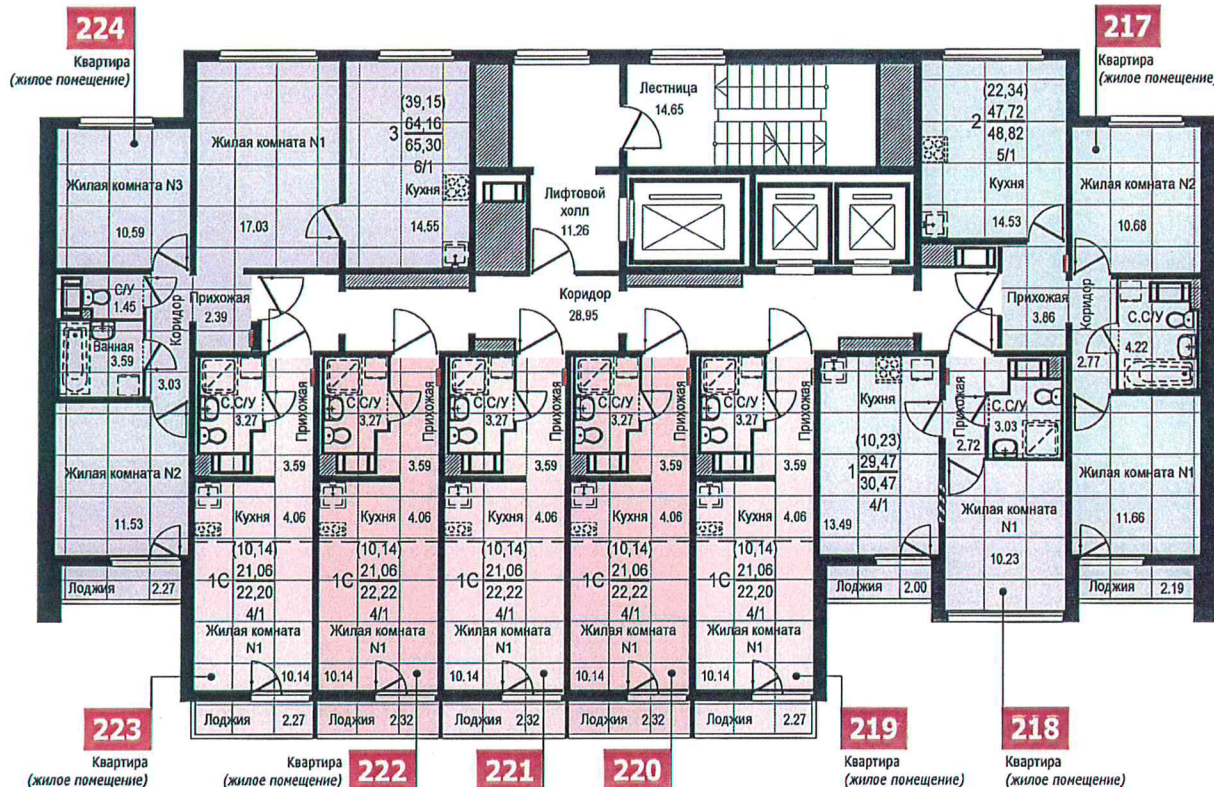 224
Квартира
(жилое помещение)
217
Квартира
(жилое помещение)
Жилая комната N3
10.59
Жилая комната N1
17.03
(39,15)
3 64,16
65,30
6/1
Кухня
14.55
Лестница
14.65
Лифтовой
холл
11.26
(22,34)
2 47,72
48,82
5/1
Кухня
14.53
Жилая комната N2
10.68
С/У
1.45
Ванная
3.59
Коридор
3.03
Прихожая
2.39
Коридор
28.95
Прихожая
3.86
Коридор
2.77
С.С/У
4.22
Жилая комната N2
11.53
Лоджия 2.27
С.С/У
3.27
Прихожая
3.59
Кухня 4.06
(10,14)
1С 21,06
22,20
4/1
Жилая комната
N1
10.14
Лоджия 2.27
С.С/У
3.27
Прихожая
3.59
Кухня 4.06
(10,14)
1С 21,06
22,22
4/1
Жилая комната
N1
10.14
Лоджия 2.32
С.С/У
3.27
Прихожая
3.59
Кухня 4.06
(10,14)
1С 21,06
22,22
4/1
Жилая комната
N1
10.14
Лоджия 2.32
С.С/У
3.27
Прихожая
3.59
Кухня 4.06
(10,14)
1С 21,06
22,22
4/1
Жилая комната
N1
10.14
Лоджия 2.32
С.С/У
3.27
Прихожая
3.59
Кухня 4.06
(10,14)
1С 21,06
22,20
4/1
Жилая комната
N1
10.14
Лоджия 2.27
Кухня
(10,23)
1 29,47
30,47
4/1
13.49
Лоджия 2.00
Прихожая
2.72
С.С/У
3.03
Жилая комната
N1
10.23
Жилая комната N1
11.66
Лоджия 2.19
223
Квартира
(жилое помещение)
Квартира
(жилое помещение)
222
221
220
219
Квартира
(жилое помещение)
218
Квартира
(жилое помещение)